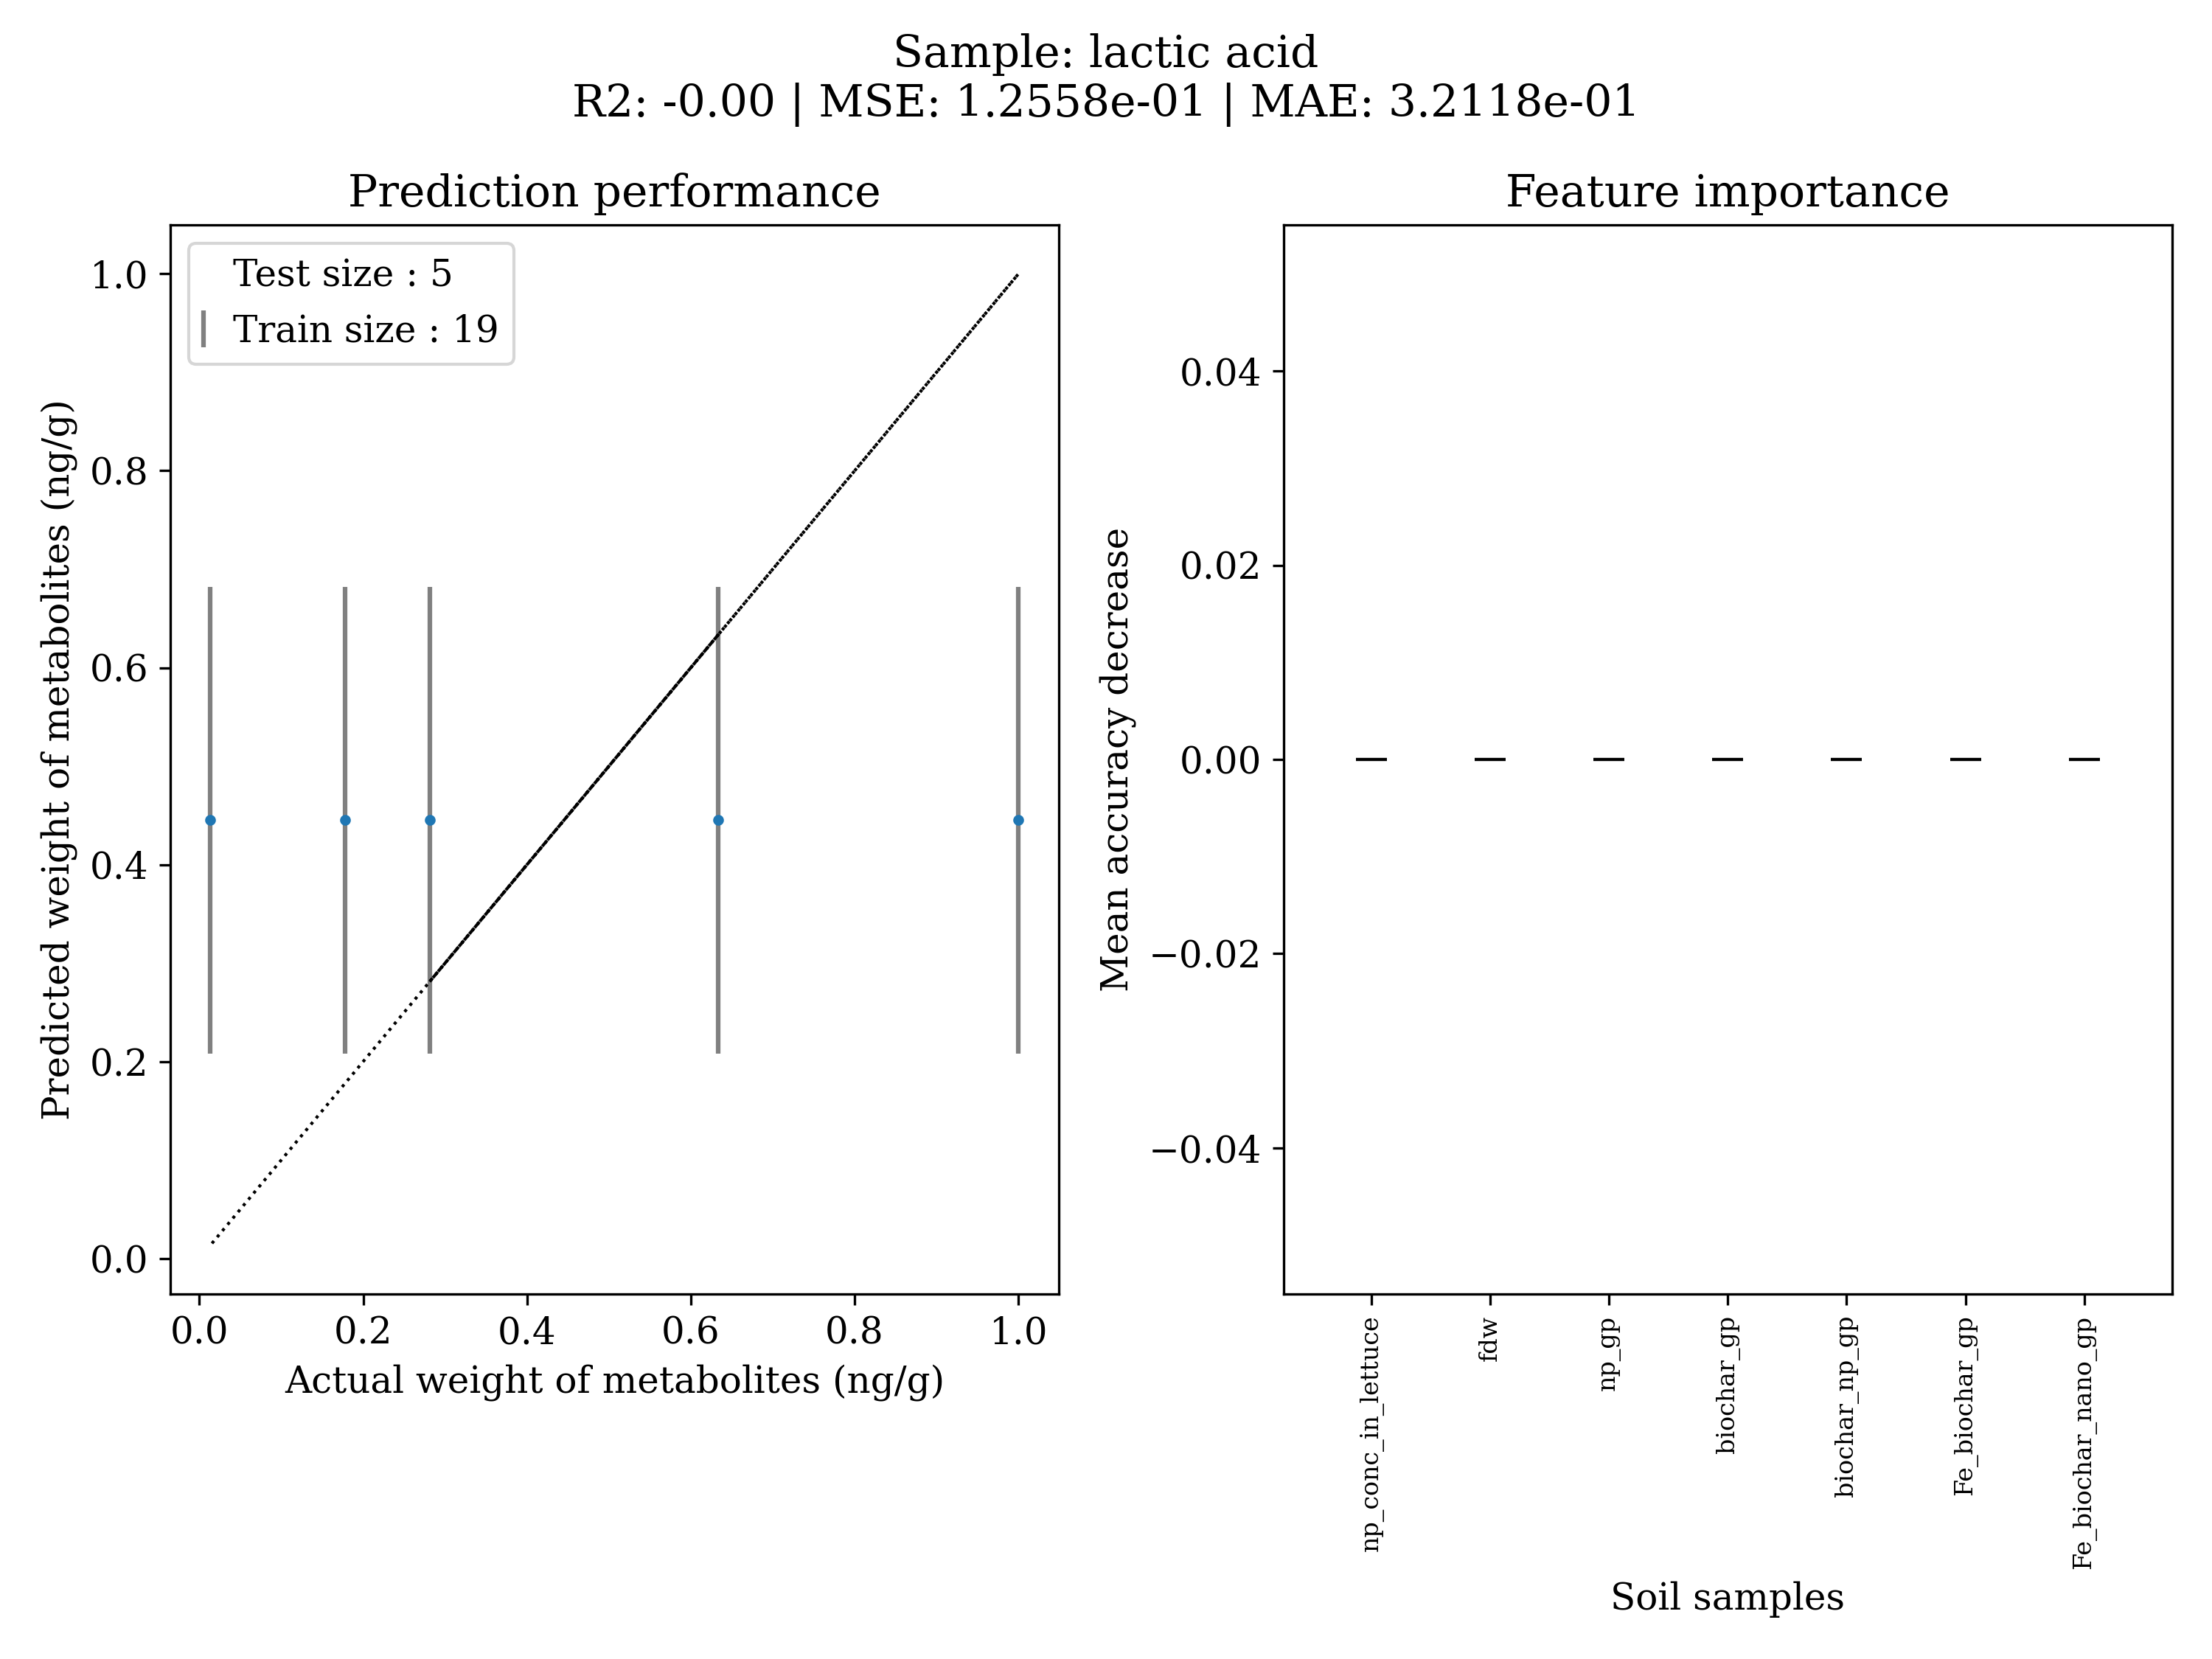 Sample: lactic acid
R2: -0.00 | MSE: 1.2558e-01 | MAE: 3.2118e-01
Prediction performance
Test size : 5
Train size : 19
1.0
0.8
0.6
0.4
0.2
0.0
Predicted weight of metabolites (ng/g)
0.0 0.2 0.4 0.6 0.8 1.0
Actual weight of metabolites (ng/g)
Feature importance
0.04
0.02
0.00
−0.02
−0.04
Mean accuracy decrease
np_conc_in_lettuce
fdw
np_gp
biochar_gp
biochar_np_gp
Fe_biochar_gp
Fe_biochar_nano_gp
Soil samples